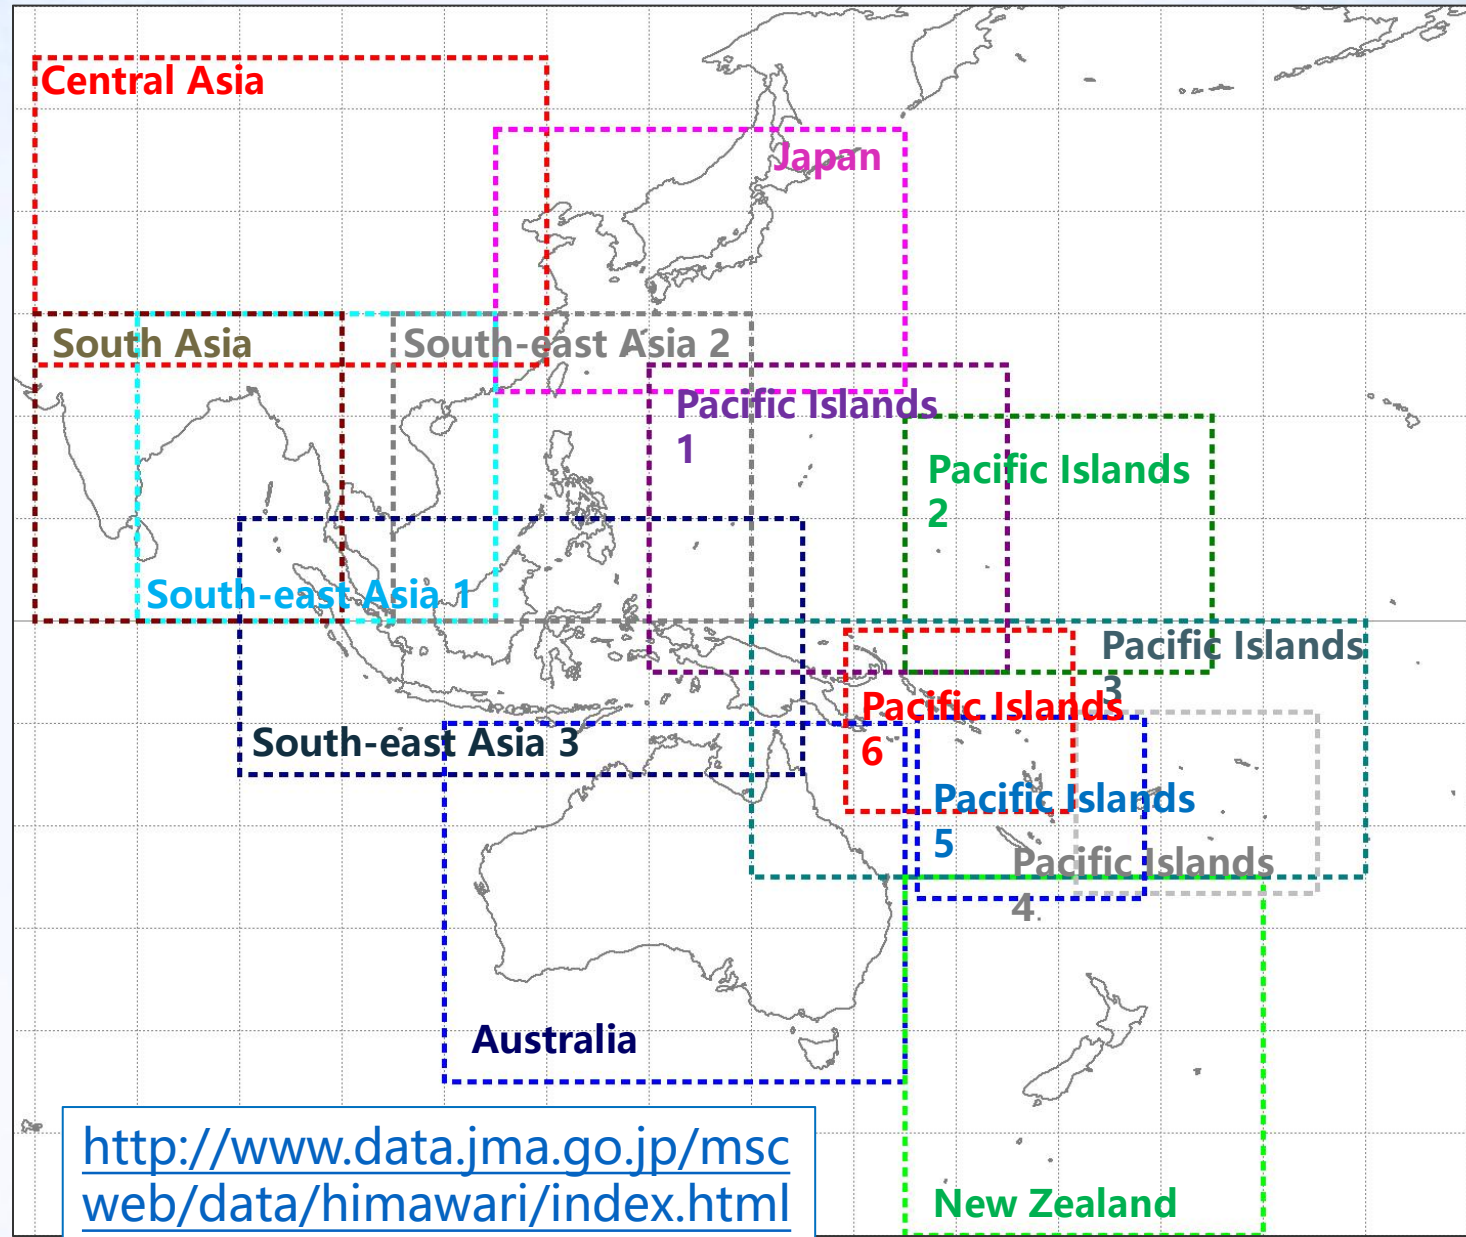 Central Asia
Japan
South Asia
South-east Asia 2
Pacific Islands
1
Pacific Islands
2
South-east Asia 1
Pacific Islands
3
Pacific Islands
6
South-east Asia 3
Pacific Islands
5
Pacific Islands
4
Australia
http://www.data.jma.go.jp/msc
web/data/himawari/index.html
New Zealand